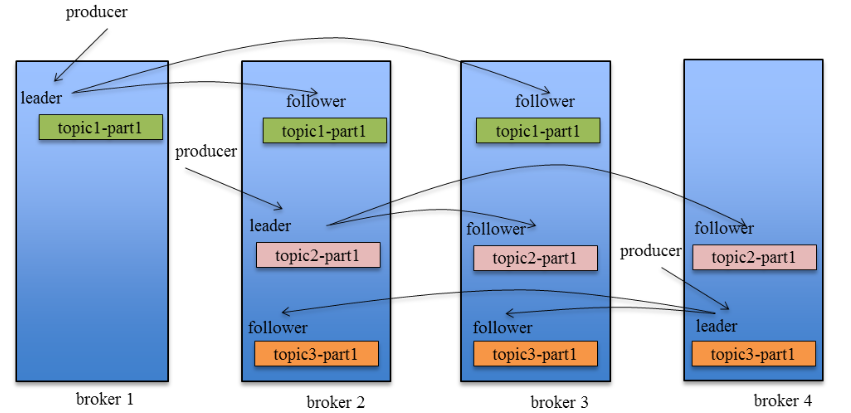 producer
leader
follower
follower
topic1-part1
topic1-part1
topic1-part1
producer
leader
follower
follower
topic2-part1
topic2-part1
topic2-part1
producer
follower
follower
leader
topic3-part1
topic3-part1
topic3-part1
broker 1
broker 2
broker 3
broker 4